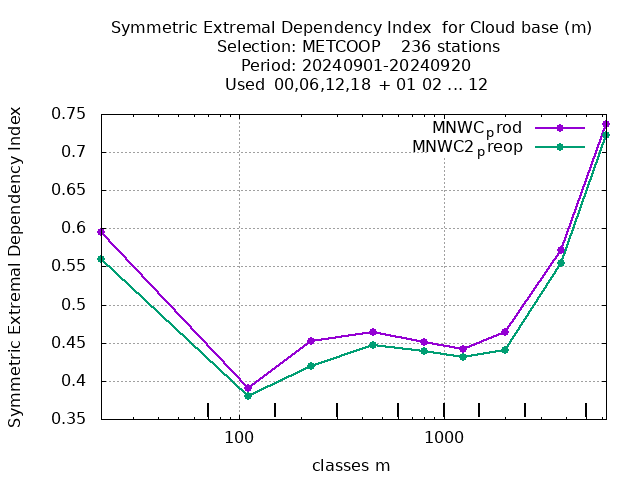 Symmetric Extremal Dependency Index for Cloud base (m)
Selection: METCOOP 236 stations
Period: 20240901-20240920
Used 00,06,12,18 + 01 02 ... 12
Symmetric Extremal Dependency Index
0.75
0.7
0.65
0.6
0.55
0.5
0.45
0.4
0.35
MNWCprod
MNWC2preop
100
1000
classes m